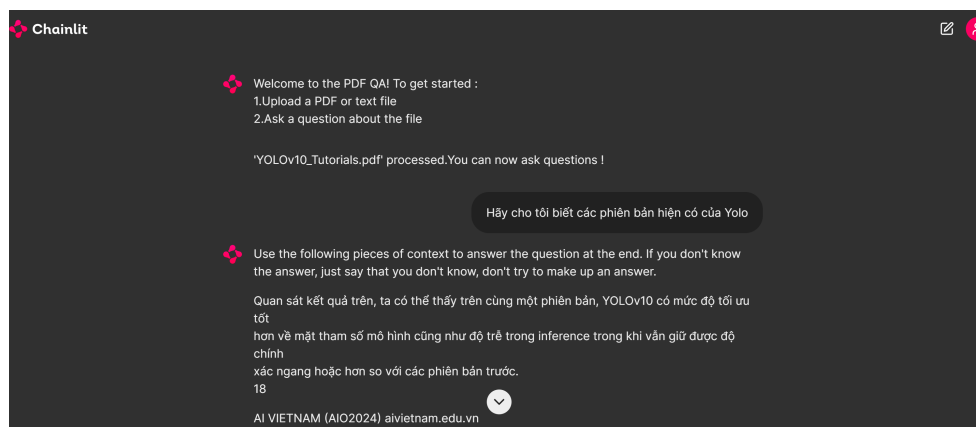 Chainlit
Welcome to the PDF QA! To get started :
1.Upload a PDF or text file
2.Ask a question about the file
'YOLOv10_Tutorials.pdf' processed.You can now ask questions !
Hãy cho tôi biết các phiên bản hiện có của Yolo
Use the following pieces of context to answer the question at the end. If you don't know
the answer, just say that you don't know, don't try to make up an answer.
Quan sát kết quả trên, ta có thể thấy trên cùng một phiên bản, YOLOv10 có mức độ tối ưu
tốt
hơn về mặt tham số mô hình cũng như độ trễ trong inference trong khi vẫn giữ được độ
chính
xác ngang hoặc hơn so với các phiên bản trước.
18
AI VIETNAM (AIO2024) aivietnam.edu.vn